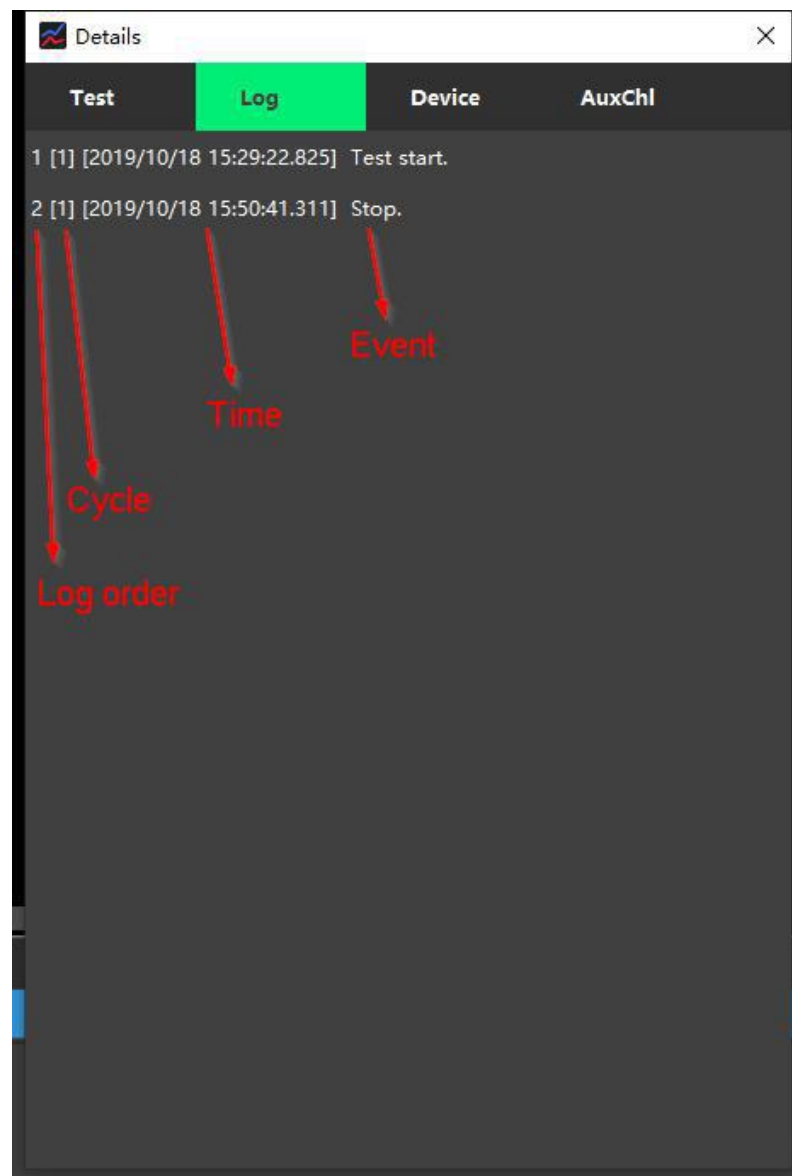 Details
Test Log Device AuxChl
1 [1] [2019/10/18 15:29:22.825] Test start.
2 [1] [2019/10/18 15:50:41.311] Stop.
Event
Time
Cycle
Log order